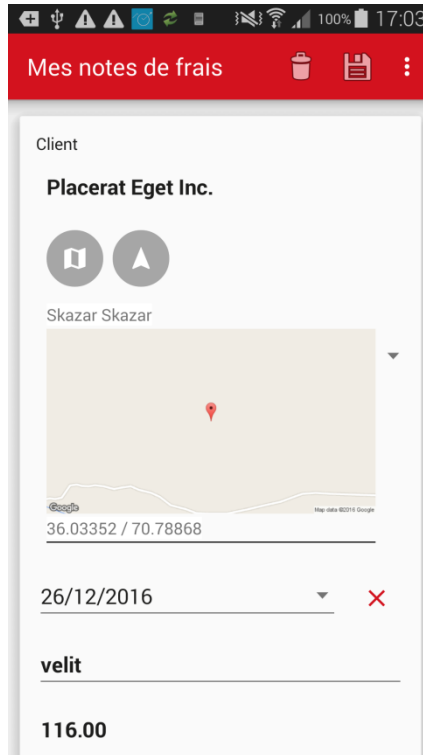 100% 17:03
Mes notes de frais
Client
Placerat Eget Inc.
Skazar Skazar
Google
Map data ©2016 Google
36.03352 / 70.78868
26/12/2016
velit
116.00